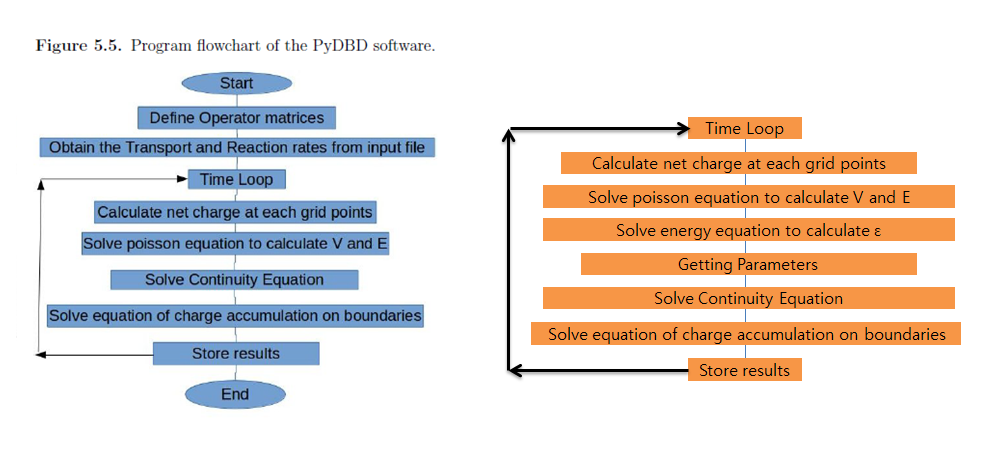 Figure 5.5. Program flowchart of the PyDBD software.
Start
Define Operator matrices
Obtain the Transport and Reaction rates from input file
Time Loop
Calculate net charge at each grid points
Solve poisson equation to calculate V and E
Solve Continuity Equation
Solve equation of charge accumulation on boundaries
Store results
End
Time Loop
Calculate net charge at each grid points
Solve poisson equation to calculate V and E
Solve energy equation to calculate ε
Getting Parameters
Solve Continuity Equation
Solve equation of charge accumulation on boundaries
Store results